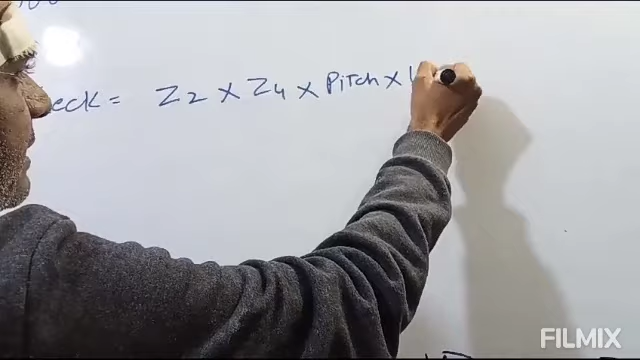 eck = Z2 x Z4 x Pitch x
FILMIX